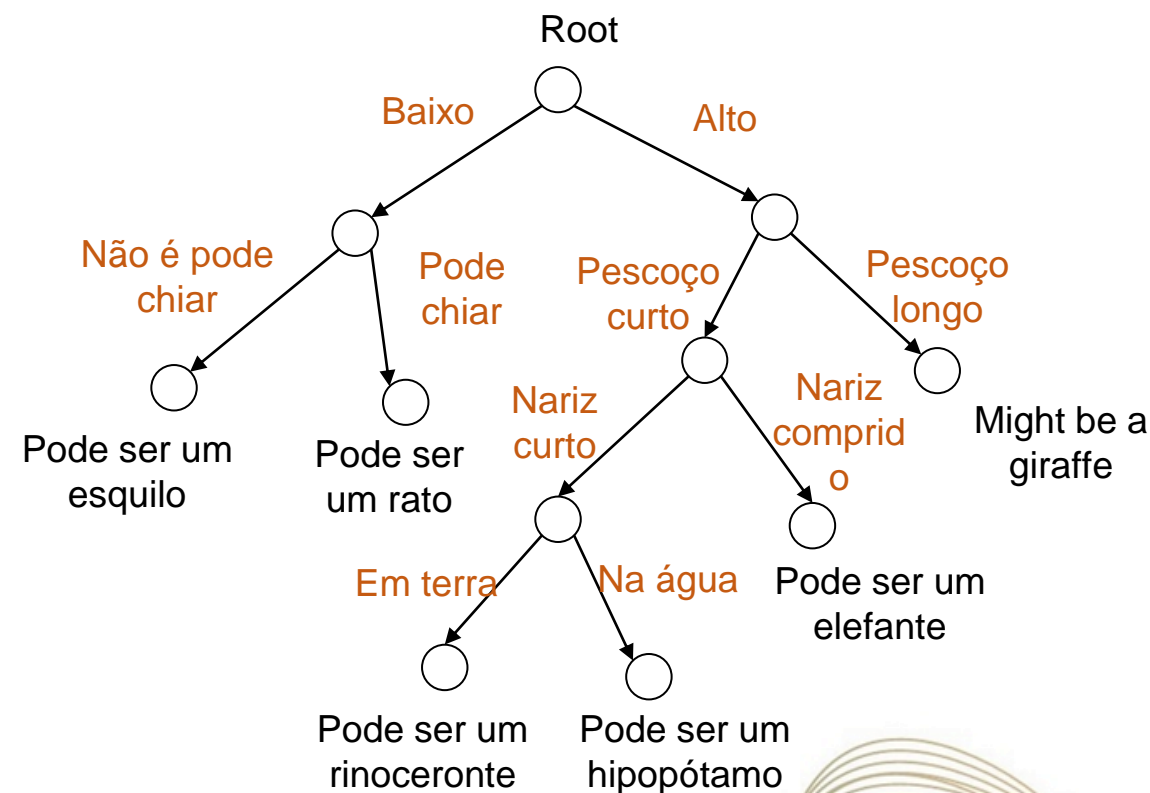 Root
Baixo
Alto
Não é pode
chiar
Pode
chiar
Pescoço
curto
Pescoço
longo
Nariz
curto
Nariz
comprid
o
Might be a
giraffe
Pode ser um
esquilo
Pode ser
um rato
Em terra
Na água
Pode ser um
elefante
Pode ser um
rinoceronte
Pode ser um
hipopótamo